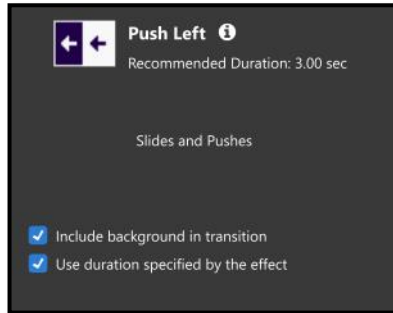 Push Left
Recommended Duration: 3.00 sec
Slides and Pushes
Include background in transition
Use duration specified by the effect